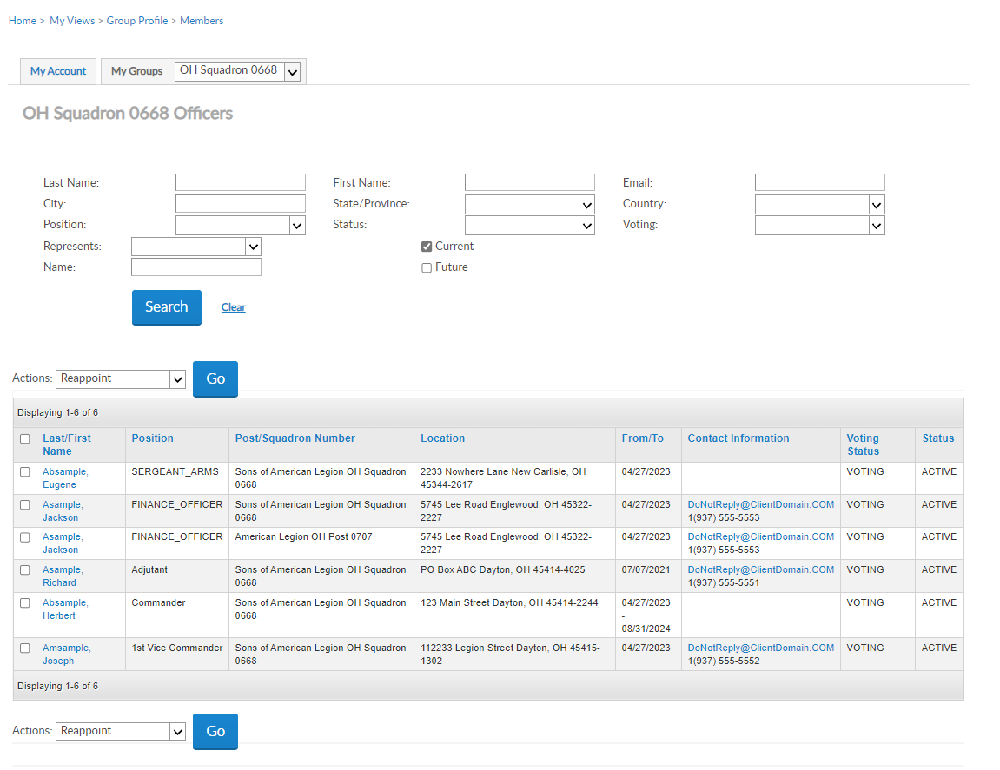 Home > My Views > Group Profile > Members
My Account My Groups OH Squadron 0668
OH Squadron 0668 Officers
Last Name: First Name: Email:
City: State/Province: Country:
Position: Status: Voting:
Represents: Current
Name: Future
Search Clear
Actions: Reappoint Go
Displaying 1-6 of 6
Last/First Name Position Post/Squadron Number Location From/To Contact Information Voting Status Status
Absample, SERGEANT_ARMS Sons of American Legion OH Squadron 2233 Nowhere Lane New Carlisle, OH 04/27/2023 VOTING ACTIVE
Eugene 0668 45344-2617
Asample, FINANCE_OFFICER Sons of American Legion OH Squadron 5745 Lee Road Englewood, OH 45322- 04/27/2023 DoNotReply@ClientDomain.COM VOTING ACTIVE
Jackson 0668 2227 1(937) 555-5553
Asample, FINANCE_OFFICER American Legion OH Post 0707 5745 Lee Road Englewood, OH 45322- 04/27/2023 DoNotReply@ClientDomain.COM VOTING ACTIVE
Jackson 2227 1(937) 555-5553
Asample, Adjutant Sons of American Legion OH Squadron PO Box ABC Dayton, OH 45414-4025 07/07/2021 DoNotReply@ClientDomain.COM VOTING ACTIVE
Richard 0668 1(937) 555-5551
Absample, Commander Sons of American Legion OH Squadron 123 Main Street Dayton, OH 45414-2244 04/27/2023 VOTING ACTIVE
Herbert 0668 -
08/31/2024
Amsample, 1st Vice Commander Sons of American Legion OH Squadron 112233 Legion Street Dayton, OH 45415- 04/27/2023 DoNotReply@ClientDomain.COM VOTING ACTIVE
Joseph 0668 1302 1(937) 555-5552
Displaying 1-6 of 6
Actions: Reappoint Go